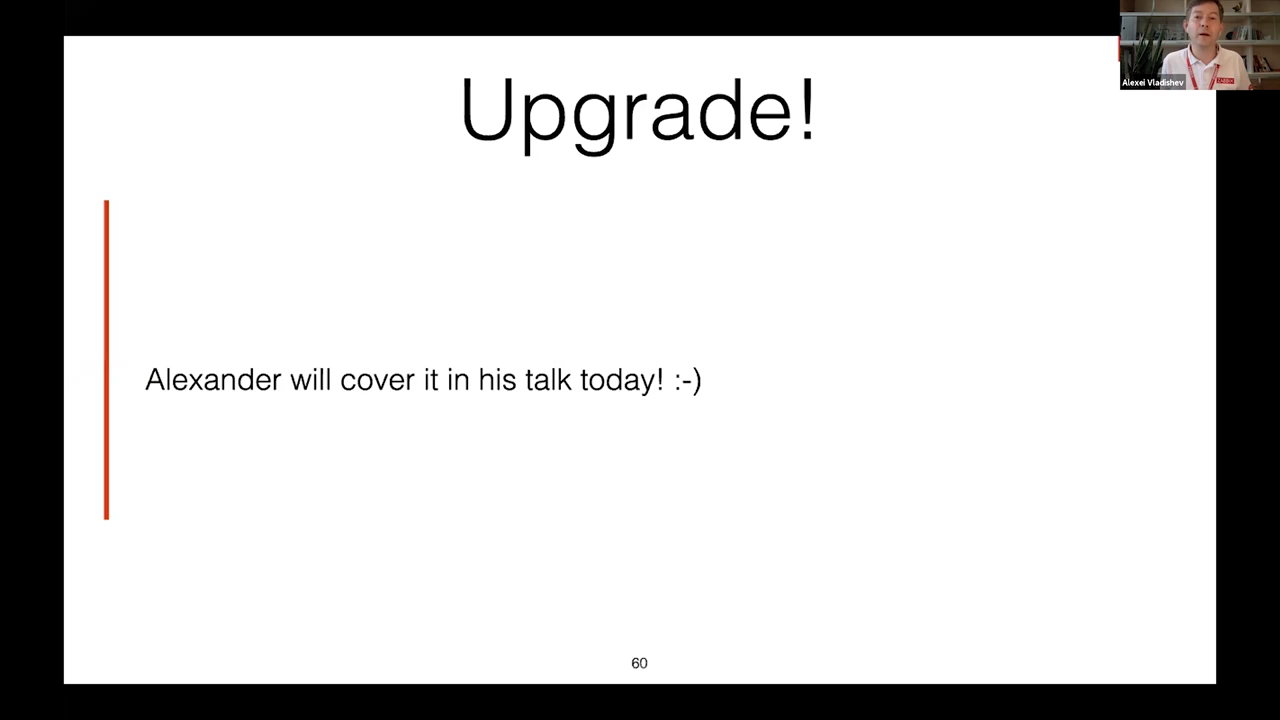 Upgrade!
Alexei Vladishev
Alexander will cover it in his talk today! :-)
60